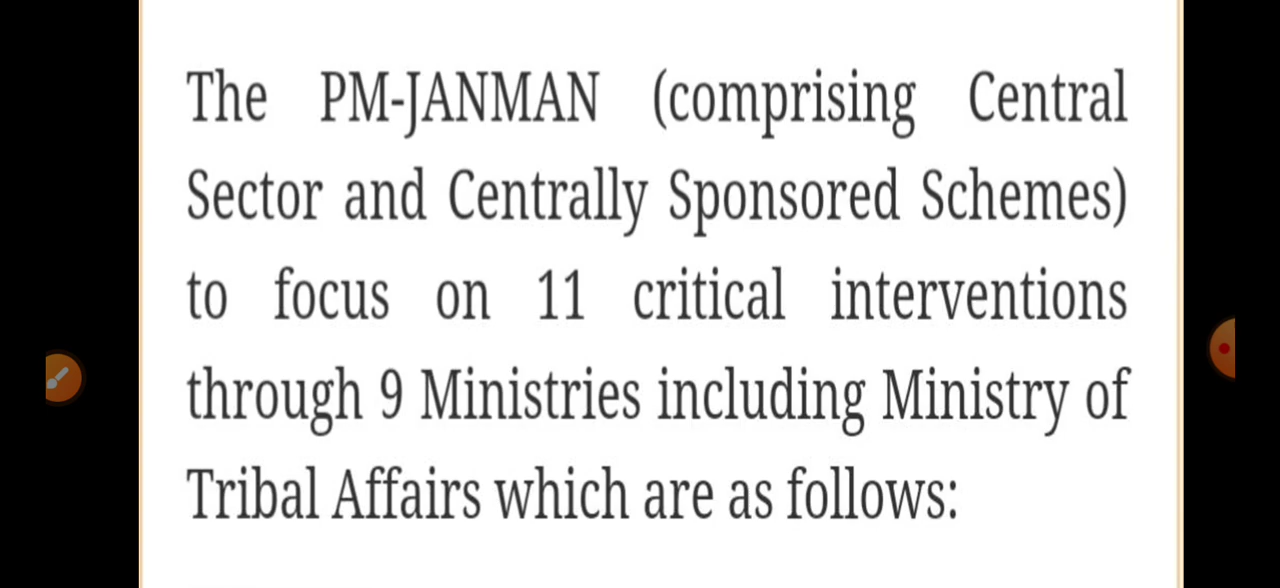 The PM-JANMAN (comprising Central
Sector and Centrally Sponsored Schemes)
to focus on 11 critical interventions
through 9 Ministries including Ministry of
Tribal Affairs which are as follows: